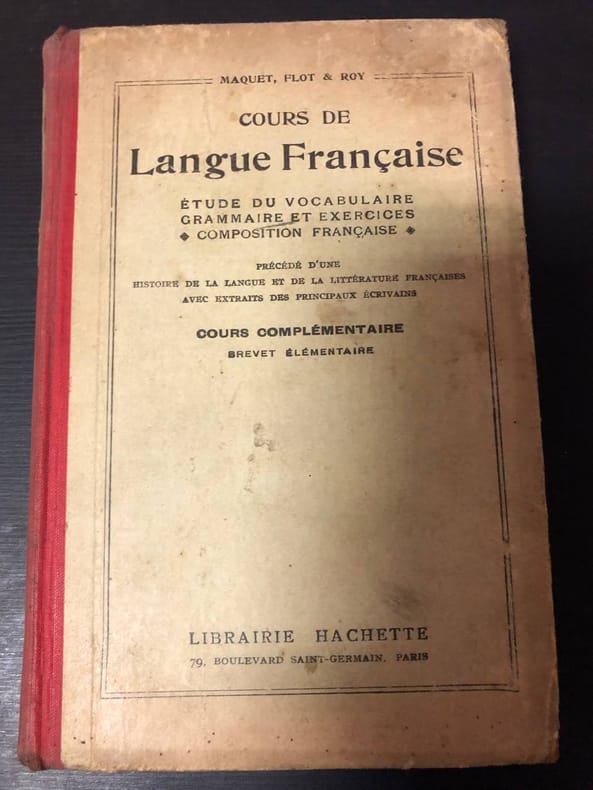 MAQUET, FLOT & ROY
COURS DE
Langue Française
ÉTUDE DU VOCABULAIRE
GRAMMAIRE ET EXERCICES
◆ COMPOSITION FRANÇAISE ◆
PRÉCÉDÉ D'UNE
HISTOIRE DE LA LANGUE ET DE LA LITTÉRATURE FRANÇAISES
AVEC EXTRAITS DES PRINCIPAUX ÉCRIVAINS
COURS COMPLÉMENTAIRE
BREVET ÉLÉMENTAIRE
LIBRAIRIE HACHETTE
79, BOULEVARD SAINT-GERMAIN, PARIS